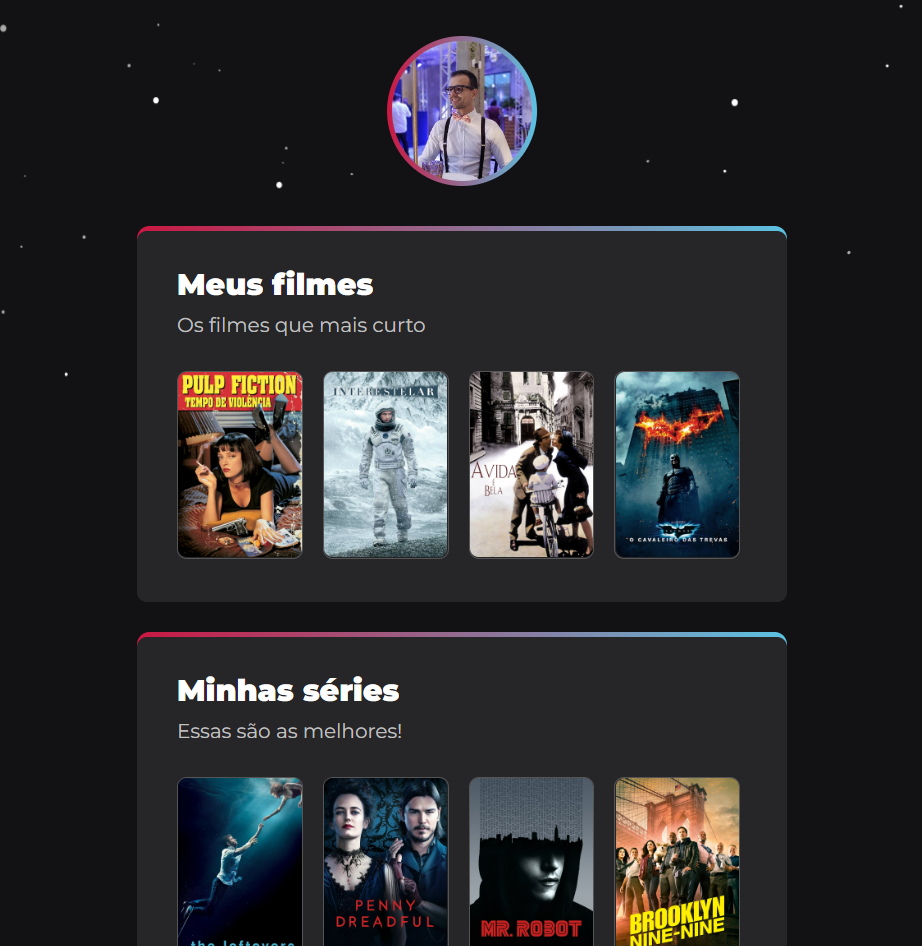 Meus filmes
Os filmes que mais curto
PULP FICTION
TEMPO DE VIOLÊNCIA
INTERESTELAR
A VIDA
É
BELA
O CAVALEIRO DAS TREVAS
Minhas séries
Essas são as melhores!
the leftovers
PENNY
DREADFUL
MR. ROBOT
BROOKLYN
NINE-NINE